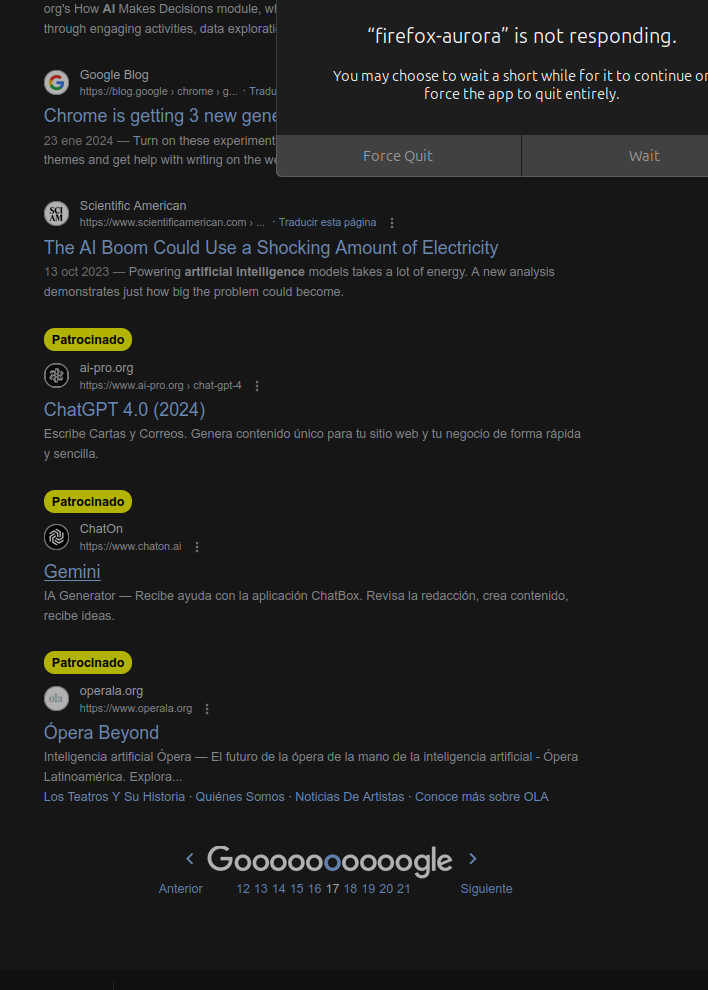 org's How AI Makes Decisions module, wh
through engaging activities, data exploratio
“firefox-aurora” is not responding.
You may choose to wait a short while for it to continue or
force the app to quit entirely.
Force Quit
Wait
Google Blog
https://blog.google › chrome › g... · Tradu
Chrome is getting 3 new gene
23 ene 2024 — Turn on these experiment
themes and get help with writing on the we
SCI AM
Scientific American
https://www.scientificamerican.com › ... · Traducir esta página
The AI Boom Could Use a Shocking Amount of Electricity
13 oct 2023 — Powering artificial intelligence models takes a lot of energy. A new analysis
demonstrates just how big the problem could become.
Patrocinado
ai-pro.org
https://www.ai-pro.org › chat-gpt-4
ChatGPT 4.0 (2024)
Escribe Cartas y Correos. Genera contenido único para tu sitio web y tu negocio de forma rápida
y sencilla.
Patrocinado
ChatOn
https://www.chaton.ai
Gemini
IA Generator — Recibe ayuda con la aplicación ChatBox. Revisa la redacción, crea contenido,
recibe ideas.
Patrocinado
ola
operala.org
https://www.operala.org
Ópera Beyond
Inteligencia artificial Ópera — El futuro de la ópera de la mano de la inteligencia artificial - Ópera
Latinoamérica. Explora...
Los Teatros Y Su Historia · Quiénes Somos · Noticias De Artistas · Conoce más sobre OLA
< Goooooooooogle >
Anterior 12 13 14 15 16 17 18 19 20 21 Siguiente